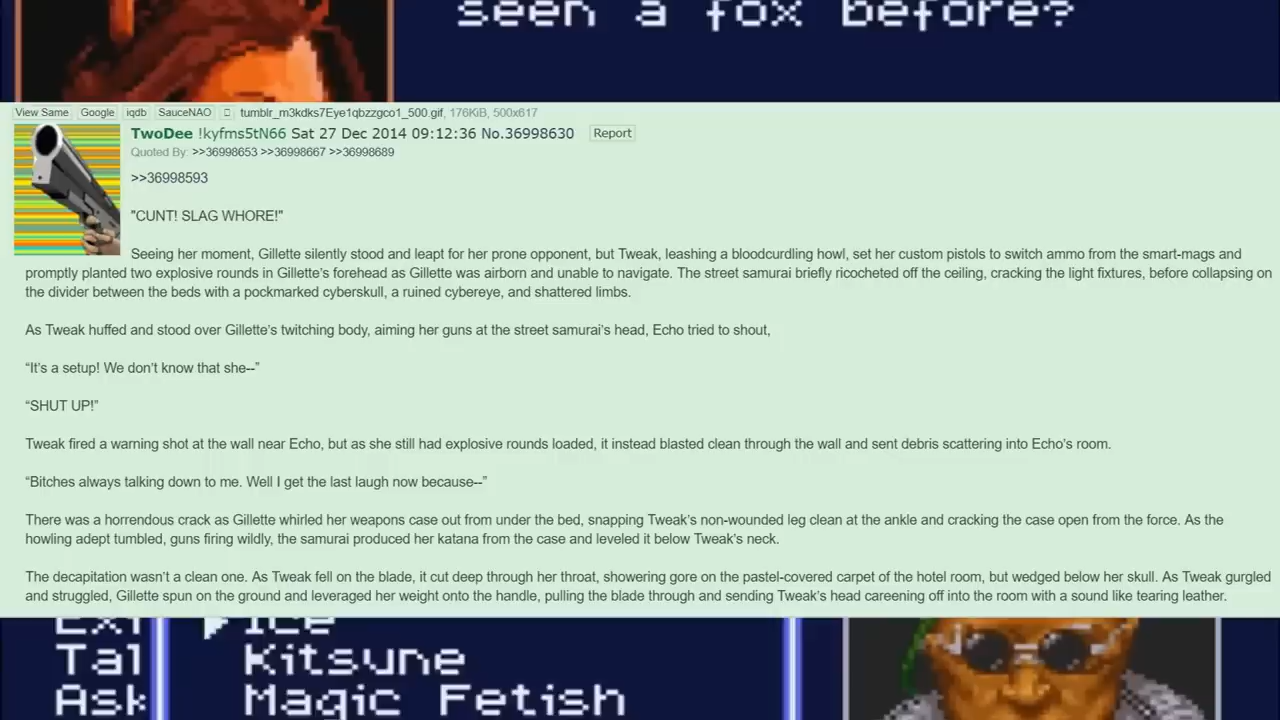 seen a fox before?
View Same Google iqdb SauceNAO tumblr_m3kdks7Eye1qbzzgco1_500.gif, 176KiB, 500x617
TwoDee !kyfms5tN66 Sat 27 Dec 2014 09:12:36 No.36998630 Report
Quoted By: >>36998653 >>36998667 >>36998689
>>36998593
"CUNT! SLAG WHORE!"
Seeing her moment, Gillette silently stood and leapt for her prone opponent, but Tweak, leashing a bloodcurdling howl, set her custom pistols to switch ammo from the smart-mags and
promptly planted two explosive rounds in Gillette's forehead as Gillette was airborn and unable to navigate. The street samurai briefly ricocheted off the ceiling, cracking the light fixtures, before collapsing on
the divider between the beds with a pockmarked cyberskull, a ruined cybereye, and shattered limbs.
As Tweak huffed and stood over Gillette's twitching body, aiming her guns at the street samurai's head, Echo tried to shout,
“It's a setup! We don't know that she--”
“SHUT UP!”
Tweak fired a warning shot at the wall near Echo, but as she still had explosive rounds loaded, it instead blasted clean through the wall and sent debris scattering into Echo's room.
“Bitches always talking down to me. Well I get the last laugh now because--”
There was a horrendous crack as Gillette whirled her weapons case out from under the bed, snapping Tweak's non-wounded leg clean at the ankle and cracking the case open from the force. As the
howling adept tumbled, guns firing wildly, the samurai produced her katana from the case and leveled it below Tweak's neck.
The decapitation wasn't a clean one. As Tweak fell on the blade, it cut deep through her throat, showering gore on the pastel-covered carpet of the hotel room, but wedged below her skull. As Tweak gurgled
and struggled, Gillette spun on the ground and leveraged her weight onto the handle, pulling the blade through and sending Tweak's head careening off into the room with a sound like tearing leather.
Exi Ice
Tal Kitsune
Ask Magic Fetish